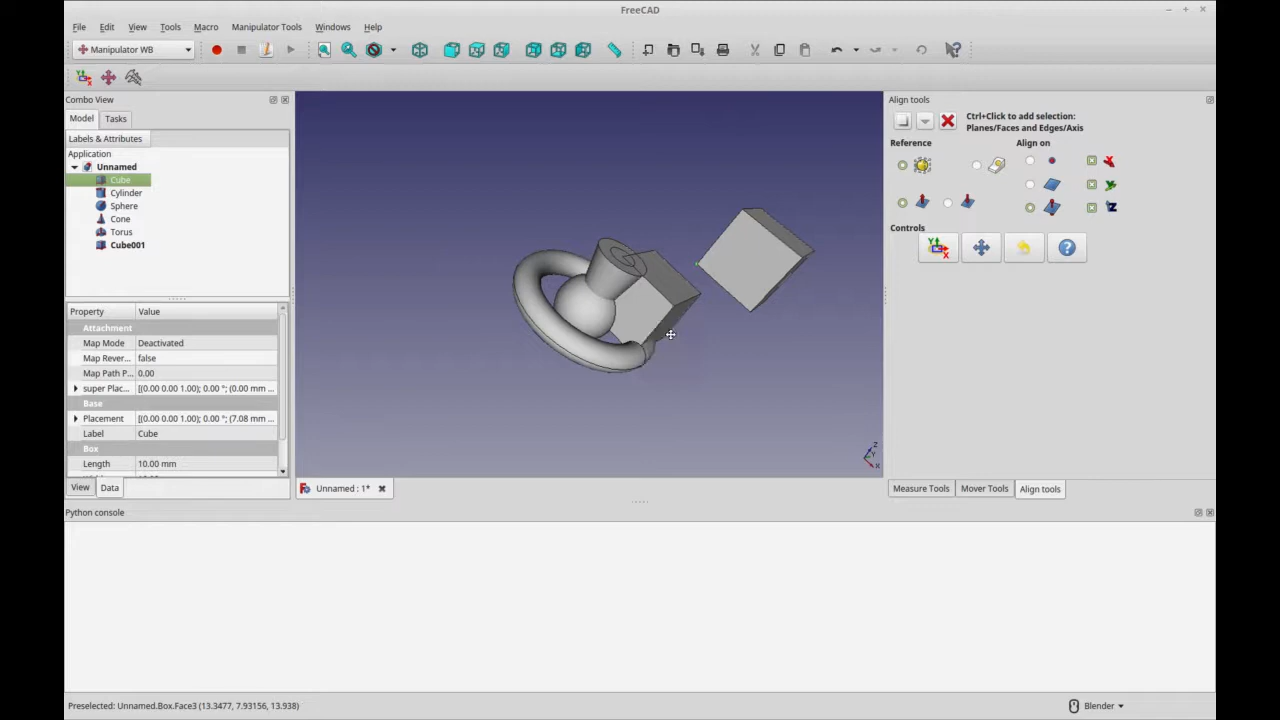 FreeCAD
File Edit View Tools Macro Manipulator Tools Windows Help
Manipulator WB
Combo View
Model Tasks
Labels & Attributes
Application
Unnamed
Cube
Cylinder
Sphere
Cone
Torus
Cube001
Property Value
Attachment
Map Mode Deactivated
Map Rever... false
Map Path P... 0.00
super Plac... [(0.00 0.00 1.00); 0.00 °; (0.00 mm ...
Base
Placement [(0.00 0.00 1.00); 0.00 °; (7.08 mm ...
Label Cube
Box
Length 10.00 mm
View Data
Z
Y
X
Unnamed : 1*
Align tools
Ctrl+Click to add selection:
Planes/Faces and Edges/Axis
Reference Align on
Controls
Measure Tools Mover Tools Align tools
Python console
Preselected: Unnamed.Box.Face3 (13.3477, 7.93156, 13.938)
Blender